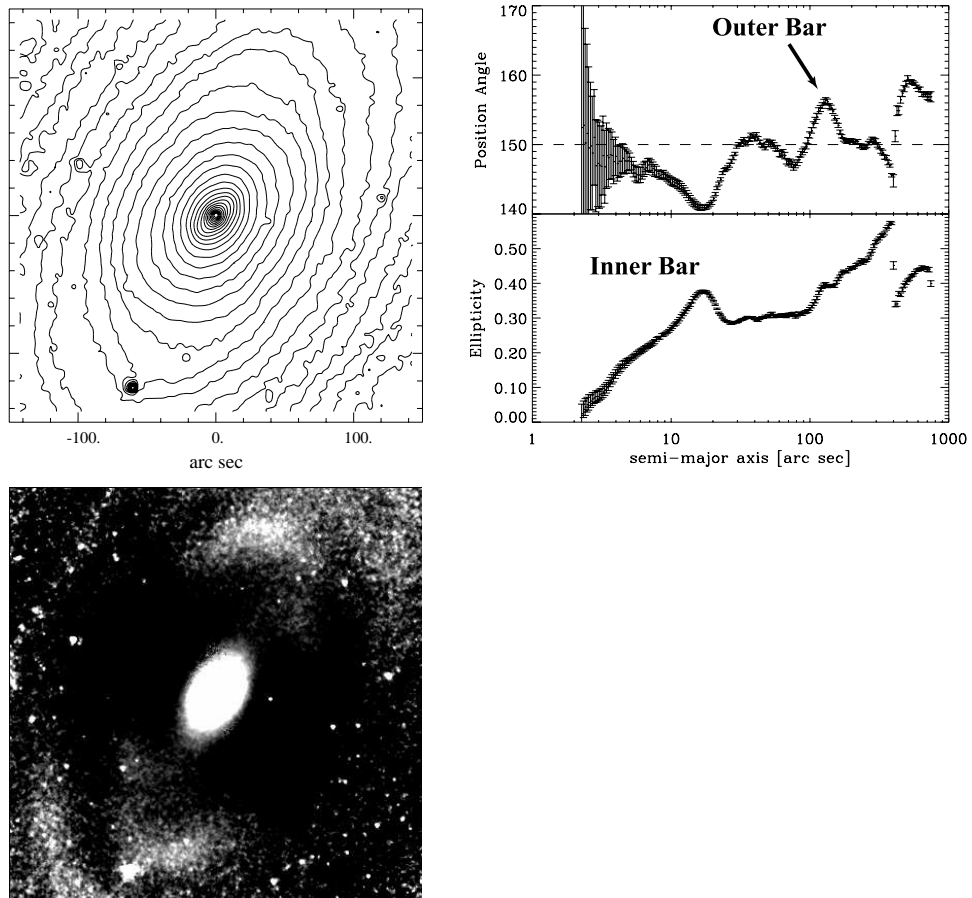 -100.
0.
100.
arc sec
170
160
150
140
Position Angle
Outer Bar
0.50
0.40
0.30
0.20
0.10
0.00
Ellipticity
Inner Bar
1
10
100
1000
semi-major axis [arc sec]